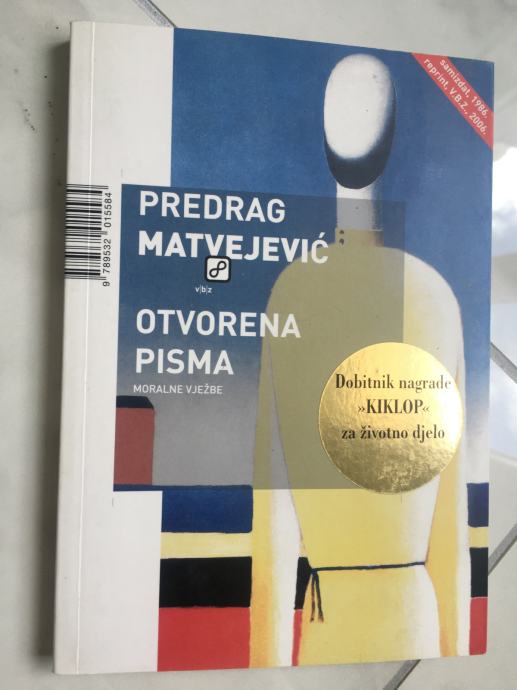 samizdat, 1986.
reprint, V.B.Z., 2006.
PREDRAG
MATVEJEVIĆ
v|b|z
OTVORENA
PISMA
MORALNE VJEŽBE
Dobitnik nagrade
»KIKLOP«
za životno djelo
9 789532 015584